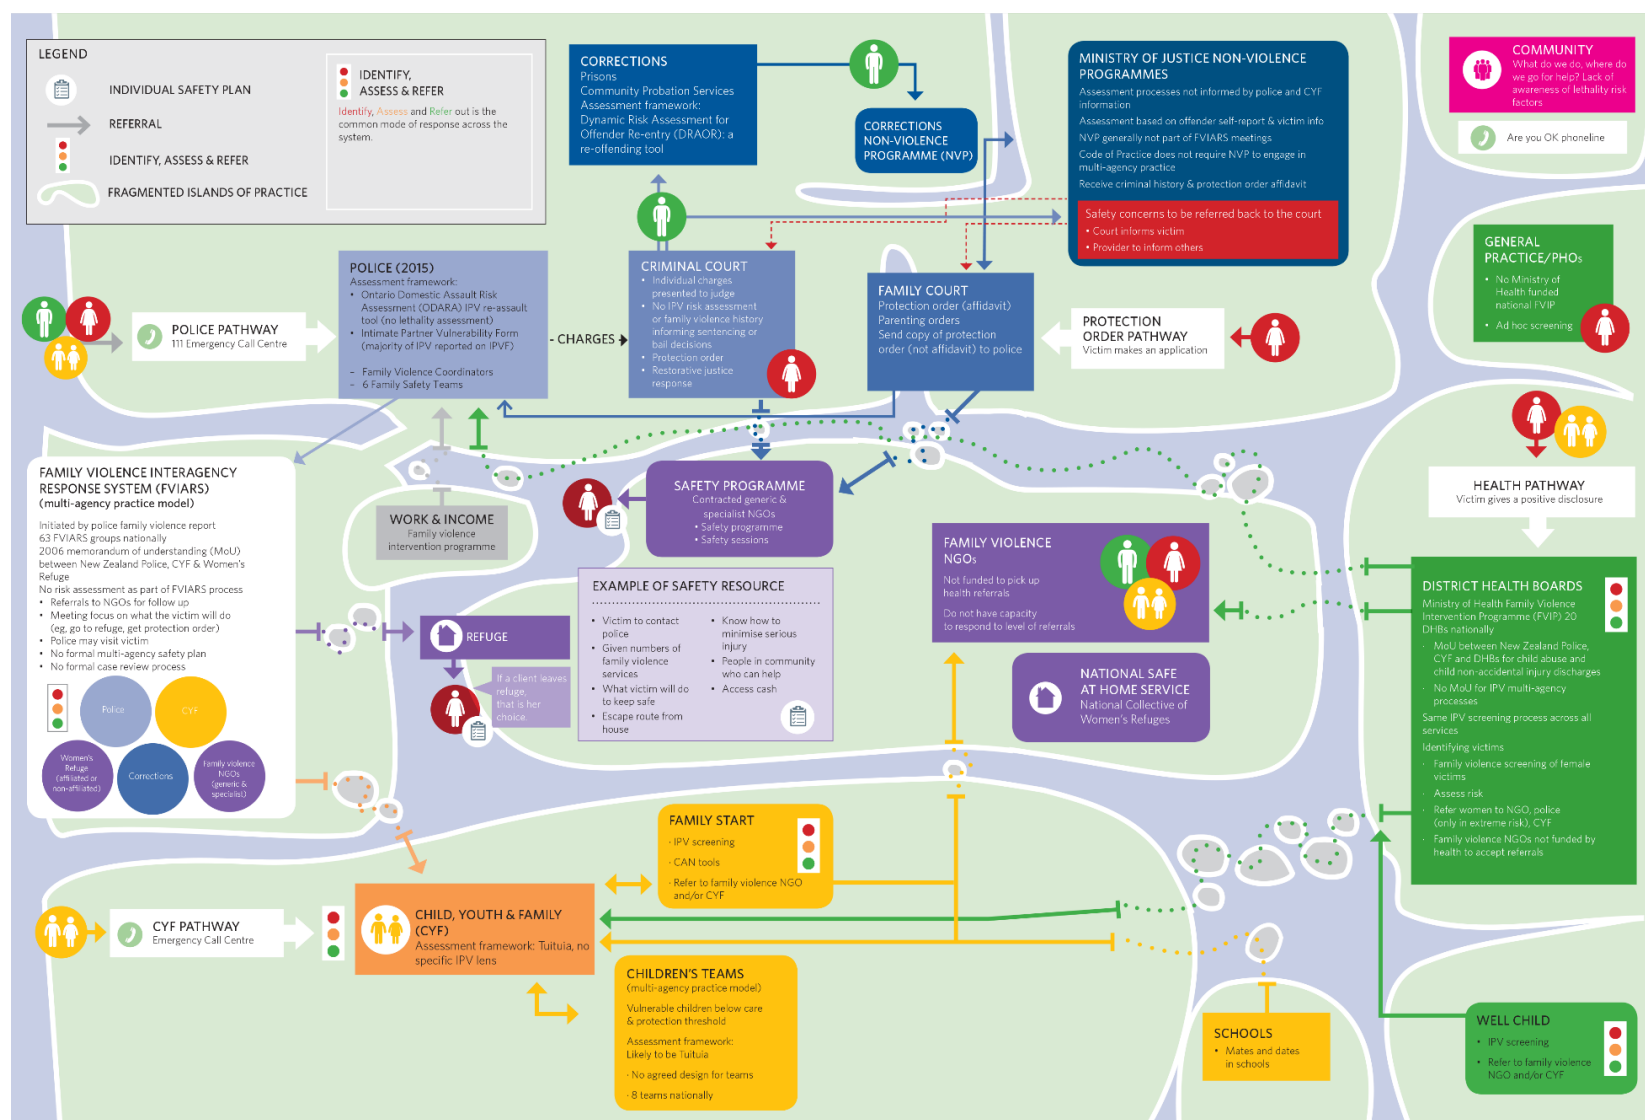 LEGEND
INDIVIDUAL SAFETY PLAN
REFERRAL
IDENTIFY, ASSESS & REFER
FRAGMENTED ISLANDS OF PRACTICE
IDENTIFY,
ASSESS & REFER
Identify, Assess and Refer out is the
common mode of response across the
system.
CORRECTIONS
Prisons
Community Probation Services
Assessment framework:
Dynamic Risk Assessment for
Offender Re-entry (DRAOR): a
re-offending tool
CORRECTIONS
NON-VIOLENCE
PROGRAMME (NVP)
MINISTRY OF JUSTICE NON-VIOLENCE
PROGRAMMES
Assessment processes not informed by police and CYF
information
Assessment based on offender self-report & victim info
NVP generally not part of FVIARS meetings
Code of Practice does not require NVP to engage in
multi-agency practice
Receive criminal history & protection order affidavit
Safety concerns to be referred back to the court
• Court informs victim
• Provider to inform others
COMMUNITY
What do we do, where do
we go for help? Lack of
awareness of lethality risk
factors
Are you OK phoneline
GENERAL
PRACTICE/PHOs
• No Ministry of
Health funded
national FVIP
• Ad hoc screening
POLICE PATHWAY
111 Emergency Call Centre
POLICE (2015)
Assessment framework:
• Ontario Domestic Assault Risk
Assessment (ODARA) IPV re-assault
tool (no lethality assessment)
• Intimate Partner Vulnerability Form
(majority of IPV reported on IPVF)
– Family Violence Coordinators
– 6 Family Safety Teams
- CHARGES
CRIMINAL COURT
• Individual charges
presented to judge
• No IPV risk assessment
or family violence history
informing sentencing or
bail decisions
• Protection order
• Restorative justice
response
FAMILY COURT
Protection order (affidavit)
Parenting orders
Send copy of protection
order (not affidavit) to police
PROTECTION
ORDER PATHWAY
Victim makes an application
HEALTH PATHWAY
Victim gives a positive disclosure
FAMILY VIOLENCE INTERAGENCY
RESPONSE SYSTEM (FVIARS)
(multi-agency practice model)
Initiated by police family violence report
63 FVIARS groups nationally
2006 memorandum of understanding (MoU)
between New Zealand Police, CYF & Women's
Refuge
No risk assessment as part of FVIARS process
• Referrals to NGOs for follow up
• Meeting focus on what the victim will do
(eg, go to refuge, get protection order)
• Police may visit victim
• No formal multi-agency safety plan
• No formal case review process
Police
CYF
Women's
Refuge
(affiliated or
non-affiliated)
Corrections
Family violence
NGOs
(generic &
specialist)
WORK & INCOME
Family violence
intervention programme
SAFETY PROGRAMME
Contracted generic &
specialist NGOs
• Safety programme
• Safety sessions
REFUGE
If a client leaves
refuge,
that is her
choice.
EXAMPLE OF SAFETY RESOURCE
• Victim to contact
police
• Given numbers of
family violence
services
• What victim will do
to keep safe
• Escape route from
house
• Know how to
minimise serious
injury
• People in community
who can help
• Access cash
FAMILY VIOLENCE
NGOs
Not funded to pick up
health referrals
Do not have capacity
to respond to level of referrals
NATIONAL SAFE
AT HOME SERVICE
National Collective of
Women's Refuges
DISTRICT HEALTH BOARDS
Ministry of Health Family Violence
Intervention Programme (FVIP) 20
DHBs nationally
· MoU between New Zealand Police,
CYF and DHBs for child abuse and
child non-accidental injury discharges
· No MoU for IPV multi-agency
processes
Same IPV screening process across all
services
Identifying victims
· Family violence screening of female
victims
· Assess risk
· Refer women to NGO, police
(only in extreme risk), CYF
· Family violence NGOs not funded by
health to accept referrals
CYF PATHWAY
Emergency Call Centre
CHILD, YOUTH & FAMILY
(CYF)
Assessment framework: Tuituia, no
specific IPV lens
FAMILY START
· IPV screening
· CAN tools
· Refer to family violence NGO
and/or CYF
CHILDREN'S TEAMS
(multi-agency practice model)
Vulnerable children below care
& protection threshold
Assessment framework:
Likely to be Tuituia
· No agreed design for teams
· 8 teams nationally
SCHOOLS
• Mates and dates
in schools
WELL CHILD
• IPV screening
• Refer to family violence
NGO and/or CYF